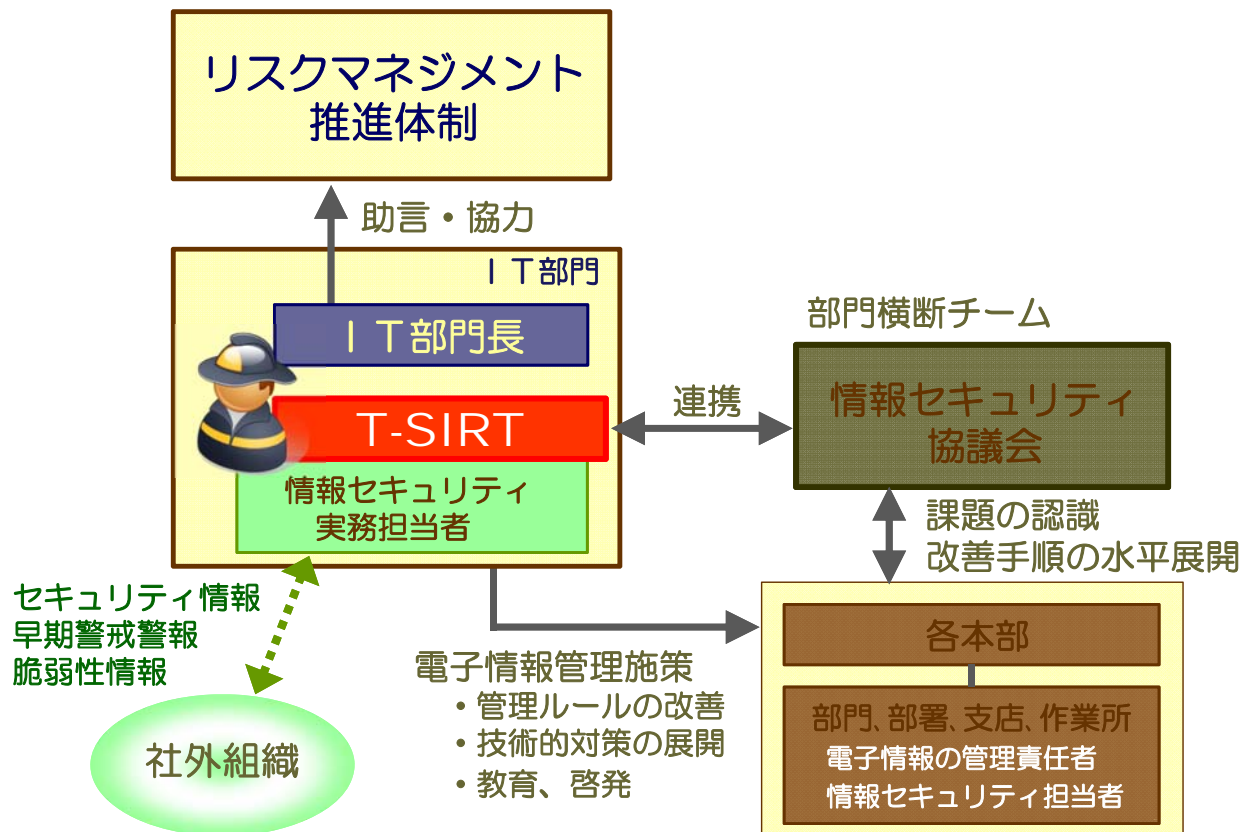 リスクマネジメント
推進体制
助言・協力
ＩＴ部門
ＩＴ部門長
T-SIRT
情報セキュリティ
実務担当者
部門横断チーム
連携
情報セキュリティ
協議会
課題の認識
改善手順の水平展開
セキュリティ情報
早期警戒警報
脆弱性情報
社外組織
電子情報管理施策
・管理ルールの改善
・技術的対策の展開
・教育、啓発
各本部
部門、部署、支店、作業所
電子情報の管理責任者
情報セキュリティ担当者